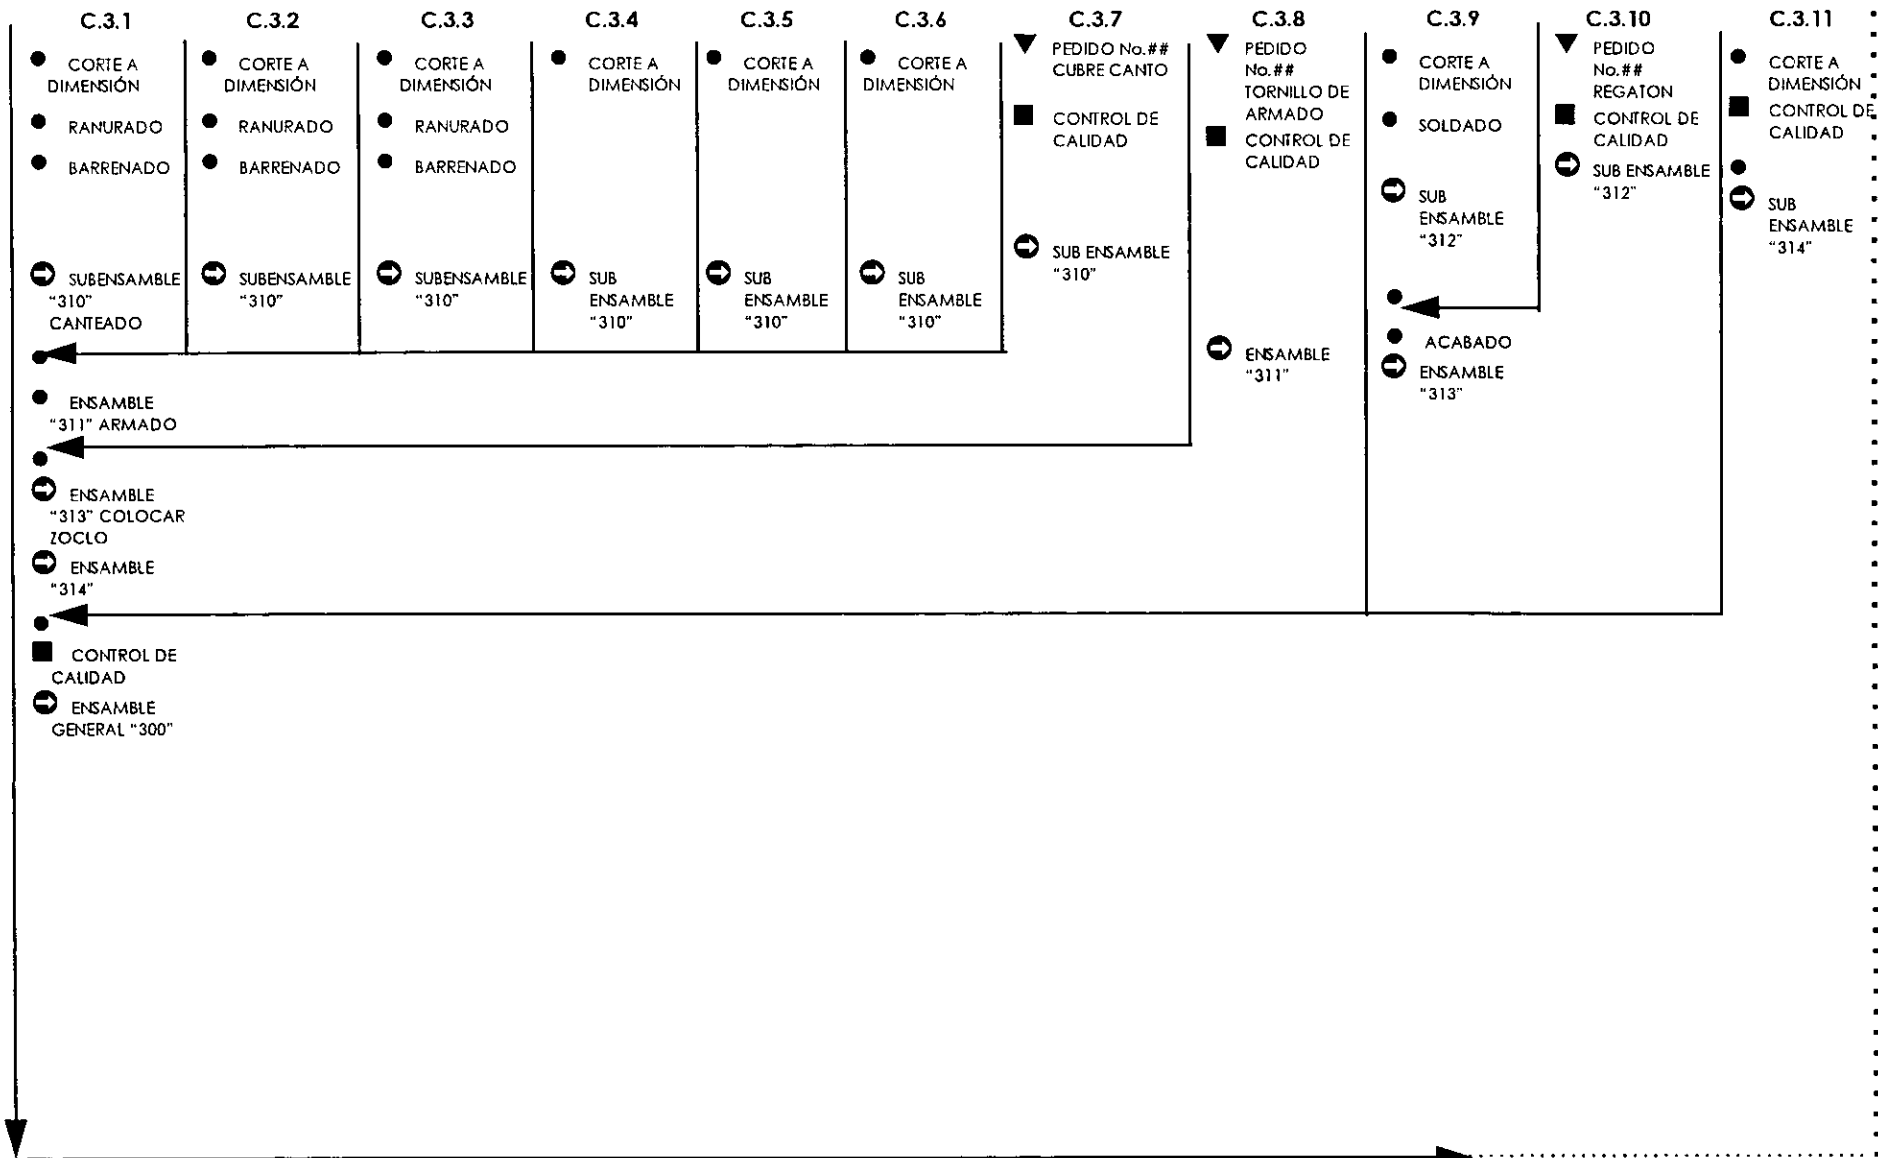 C.3.1
CORTE A
DIMENSIÓN
RANURADO
BARRENADO
SUBENSAMBLE
"310"
CANTEADO
ENSAMBLE
"311" ARMADO
ENSAMBLE
"313" COLOCAR
ZOCLO
ENSAMBLE
"314"
CONTROL DE
CALIDAD
ENSAMBLE
GENERAL "300"
C.3.2
CORTE A
DIMENSIÓN
RANURADO
BARRENADO
SUBENSAMBLE
"310"
C.3.3
CORTE A
DIMENSIÓN
RANURADO
BARRENADO
SUBENSAMBLE
"310"
C.3.4
CORTE A
DIMENSIÓN
SUB
ENSAMBLE
"310"
C.3.5
CORTE A
DIMENSIÓN
SUB
ENSAMBLE
"310"
C.3.6
CORTE A
DIMENSIÓN
SUB
ENSAMBLE
"310"
C.3.7
PEDIDO No.##
CUBRE CANTO
CONTROL DE
CALIDAD
SUB ENSAMBLE
"310"
C.3.8
PEDIDO
No.##
TORNILLO DE
ARMADO
CONTROL DE
CALIDAD
ENSAMBLE
"311"
C.3.9
CORTE A
DIMENSIÓN
SOLDADO
SUB
ENSAMBLE
"312"
ACABADO
ENSAMBLE
"313"
C.3.10
PEDIDO
No.##
REGATON
CONTROL DE
CALIDAD
SUB ENSAMBLE
"312"
C.3.11
CORTE A
DIMENSIÓN
CONTROL DE
CALIDAD
SUB
ENSAMBLE
"314"